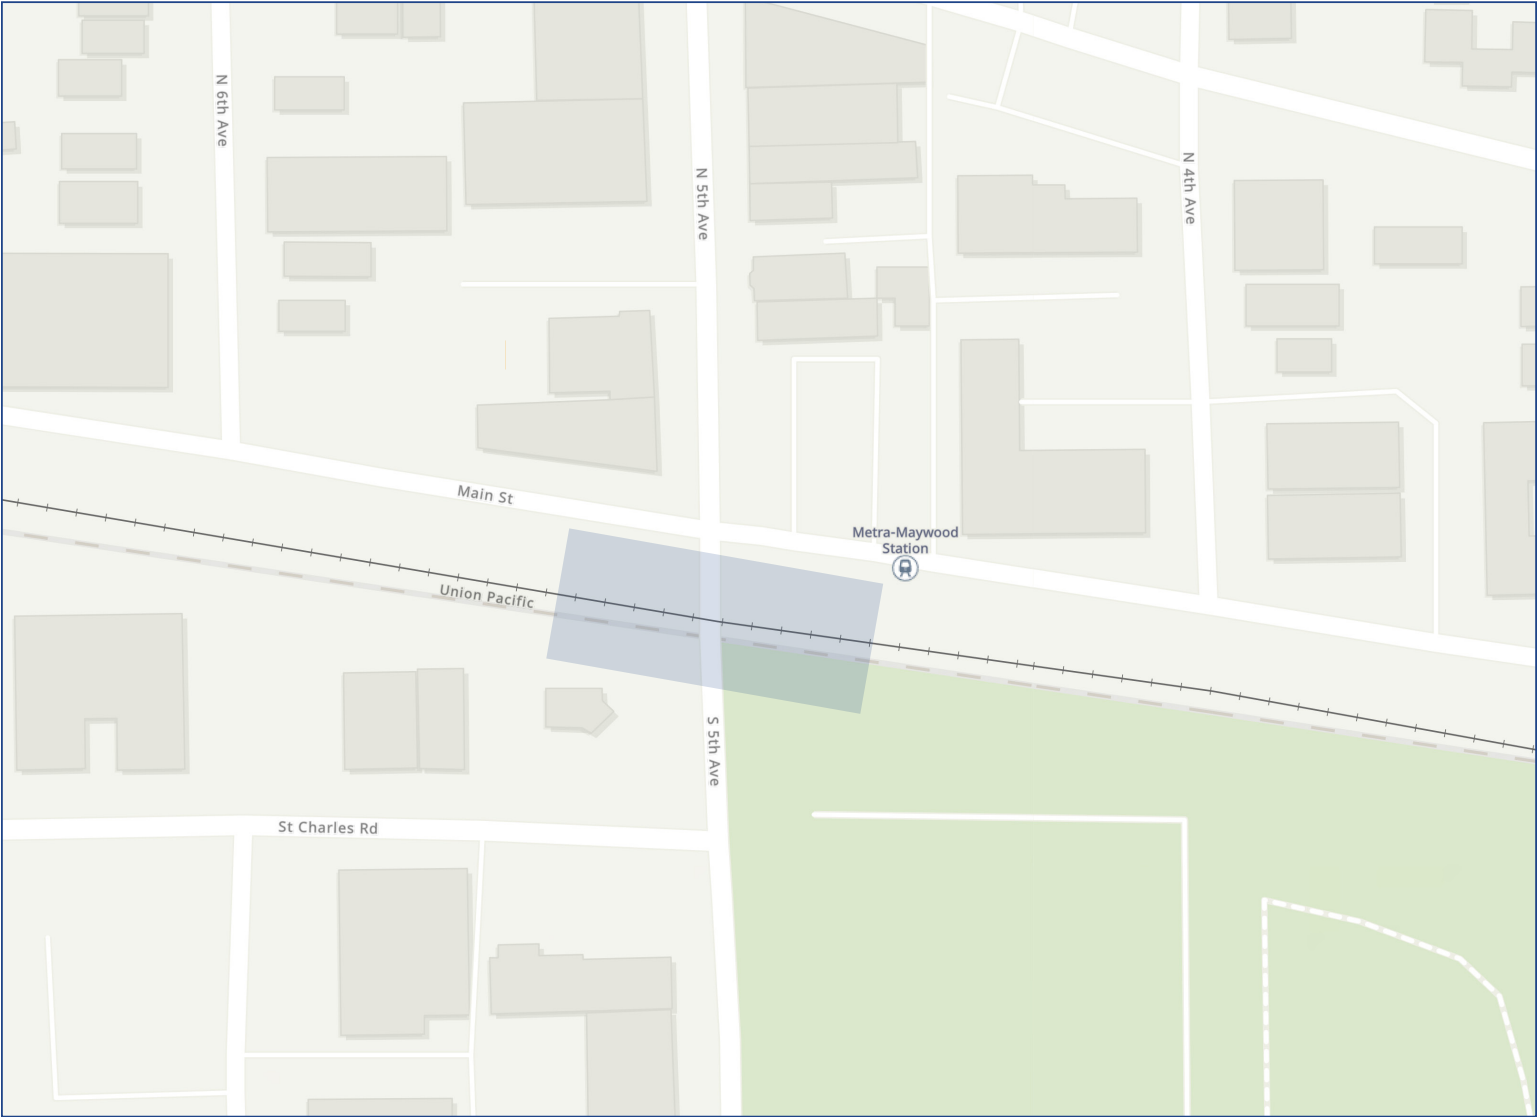 N 6th Ave
N 5th Ave
N 4th Ave
Main St
Metra-Maywood
Station
Union Pacific
S 5th Ave
St Charles Rd